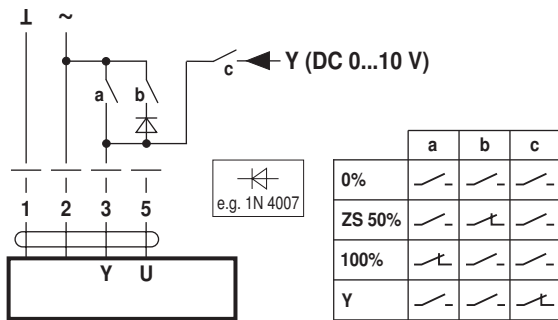 ⊥ ~
a b c Y (DC 0...10 V)
e.g. 1N 4007
1 2 3 5
Y U
a b c
0%
ZS 50%
100%
Y